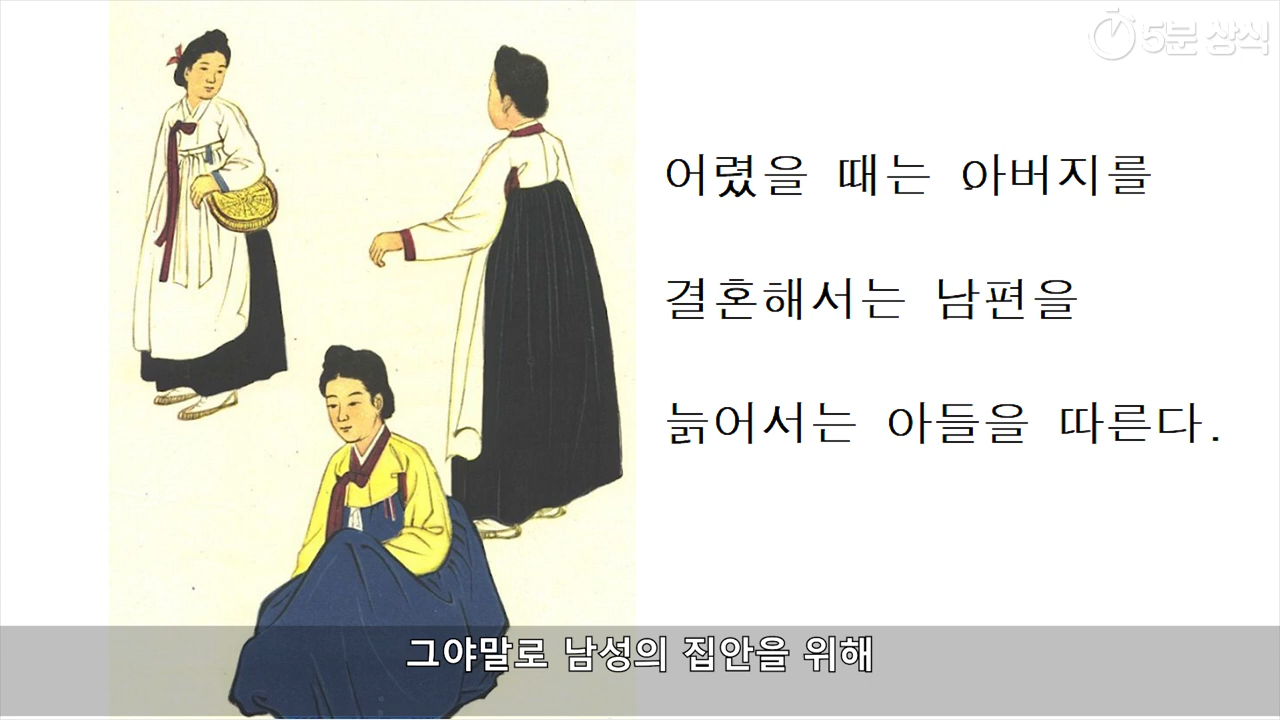 5분 상식
어렸을 때는 아버지를
결혼해서는 남편을
늙어서는 아들을 따른다.
그야말로 남성의 집안을 위해